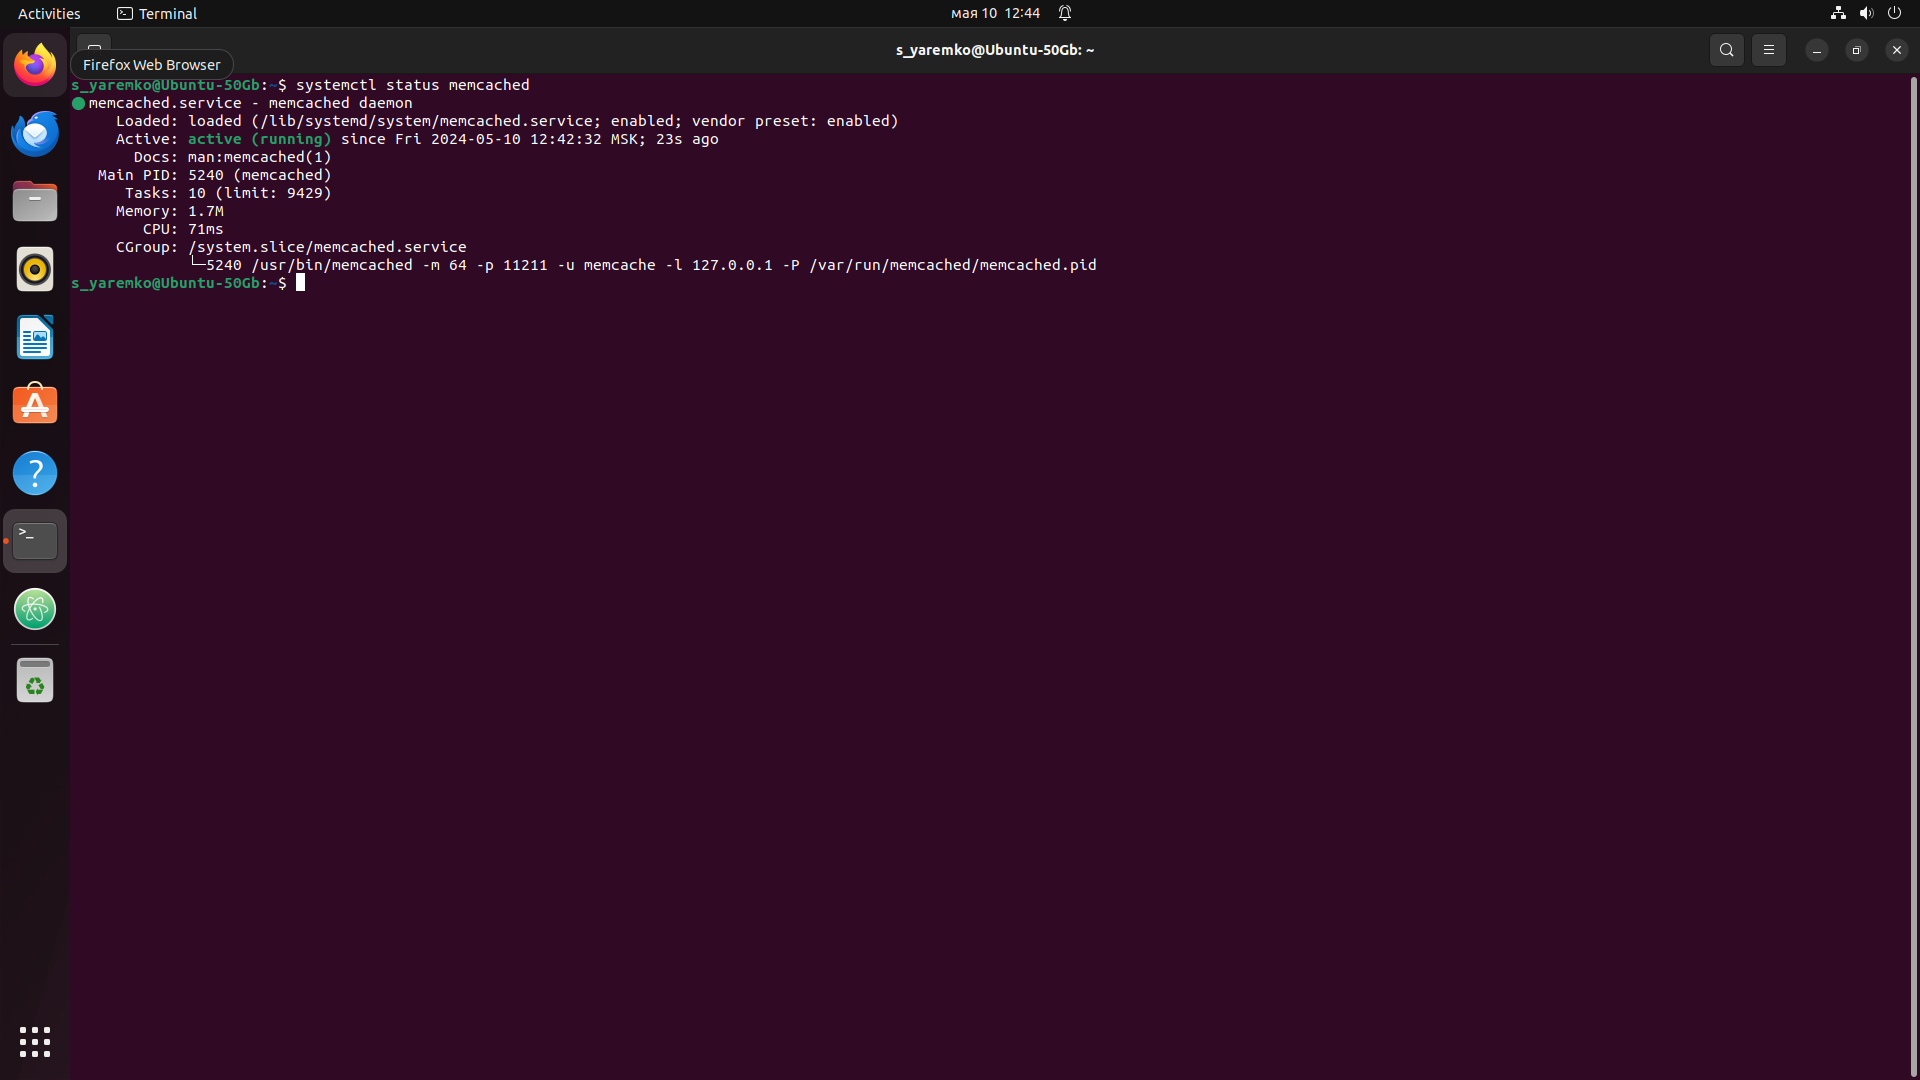 Activities
Terminal
мая 10 12:44
s_yaremko@Ubuntu-50Gb: ~
Firefox Web Browser
s_yaremko@Ubuntu-50Gb:~$ systemctl status memcached
memcached.service - memcached daemon
Loaded: loaded (/lib/systemd/system/memcached.service; enabled; vendor preset: enabled)
Active: active (running) since Fri 2024-05-10 12:42:32 MSK; 23s ago
Docs: man:memcached(1)
Main PID: 5240 (memcached)
Tasks: 10 (limit: 9429)
Memory: 1.7M
CPU: 71ms
CGroup: /system.slice/memcached.service
└─5240 /usr/bin/memcached -m 64 -p 11211 -u memcache -l 127.0.0.1 -P /var/run/memcached/memcached.pid
s_yaremko@Ubuntu-50Gb:~$